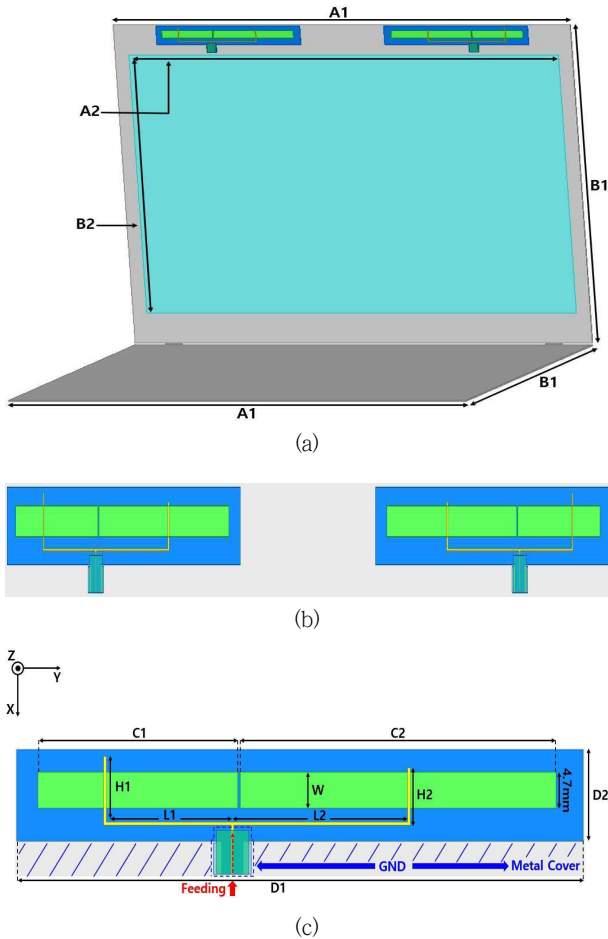 A1
A2
B1
B2
B1
A1
(a)
(b)
Z
Y
X
C1
C2
H1
W
H2
4.7mm
D2
L1
L2
GND
Metal Cover
Feeding
D1
(c)